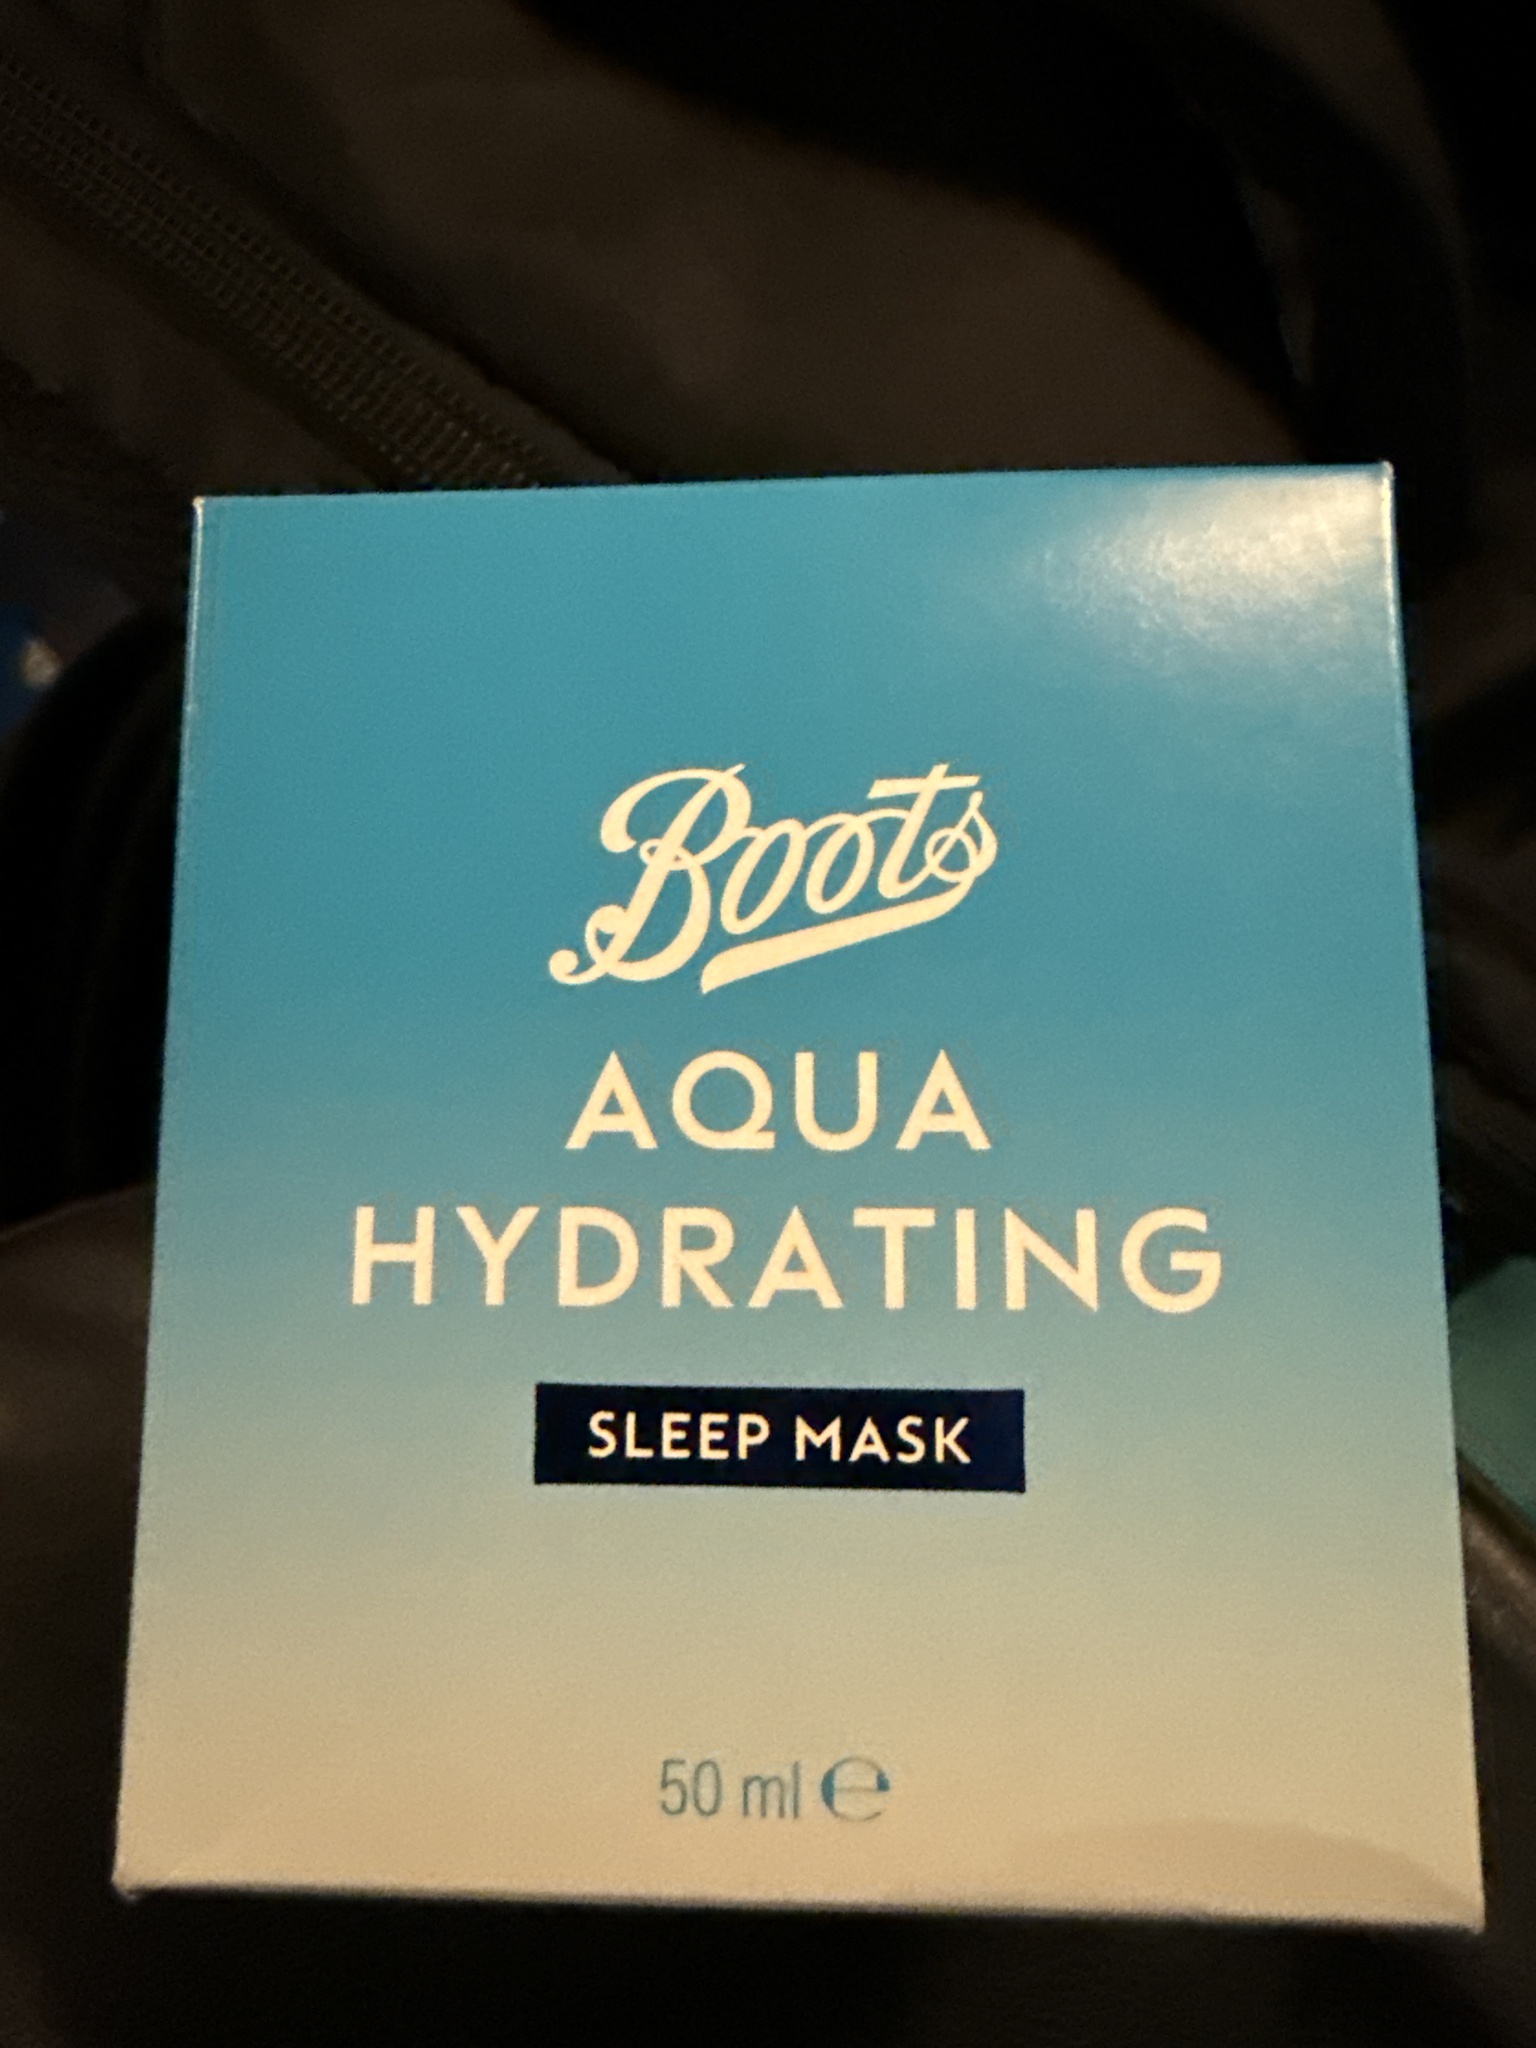 Boots
AQUA
HYDRATING
SLEEP MASK
50 ml ℮